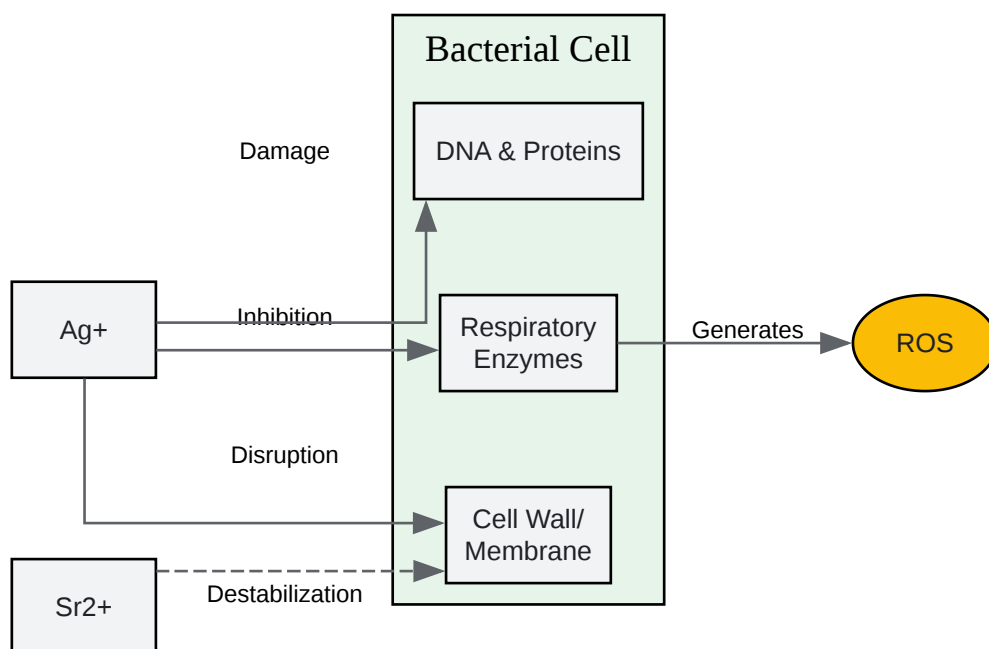 Bacterial Cell
Damage
DNA & Proteins
Ag+
Inhibition
Respiratory
Enzymes
Generates
ROS
Disruption
Cell Wall/
Membrane
Sr2+
Destabilization